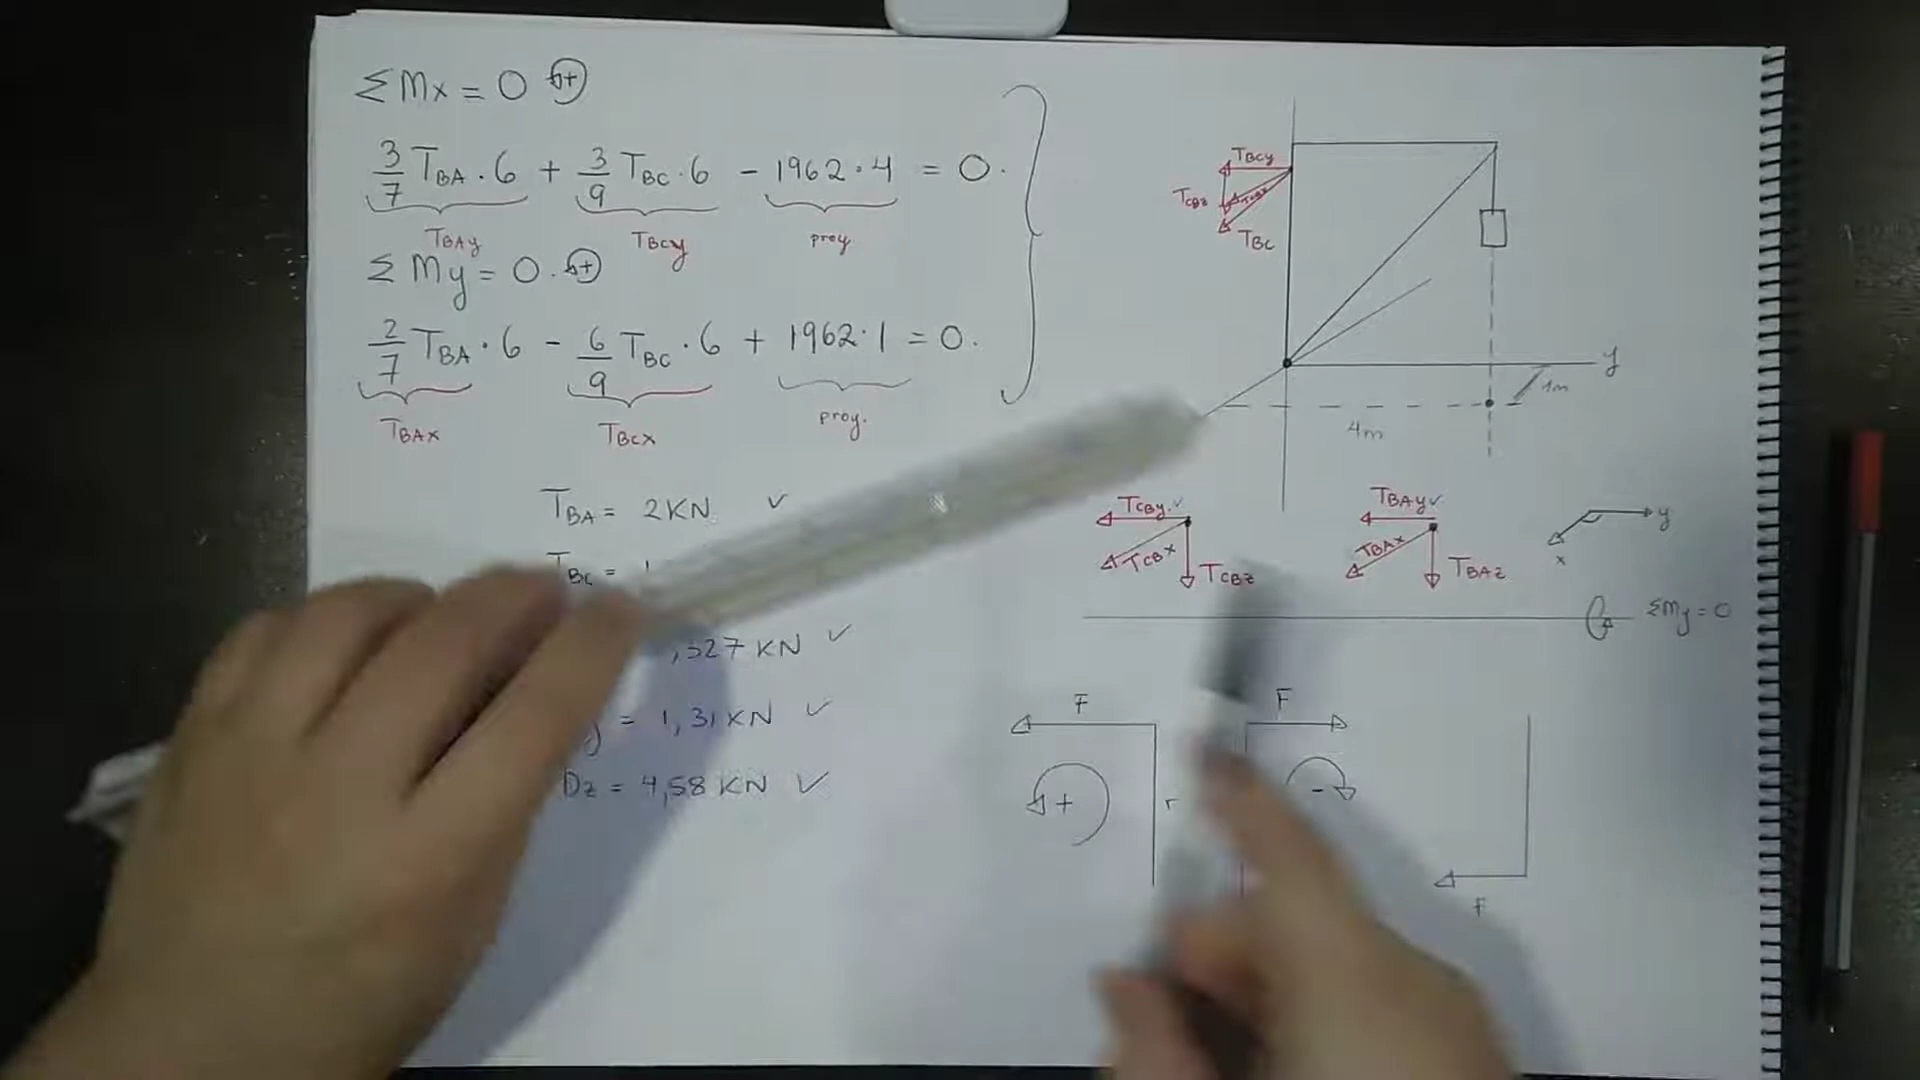 ΣMx = 0 ↺+
3/7 TBA · 6 + 3/9 TBC · 6 - 1962 · 4 = 0.
TBAy TBCy proy
ΣMy = 0. ↺+
2/7 TBA · 6 - 6/9 TBC · 6 + 1962 · 1 = 0.
TBAx TBCx proy.
TBA = 2KN ✓
TBC =
,327 KN ✓
y = 1,31 KN ✓
Dz = 4,58 KN ✓
TBCy
TCBz
TBC
y
1m
4m
TCBy. ✓ TBAy ✓
y
TCBx TBAx x
TCBz TBAz
ΣMy = 0
F F
+ r -
F